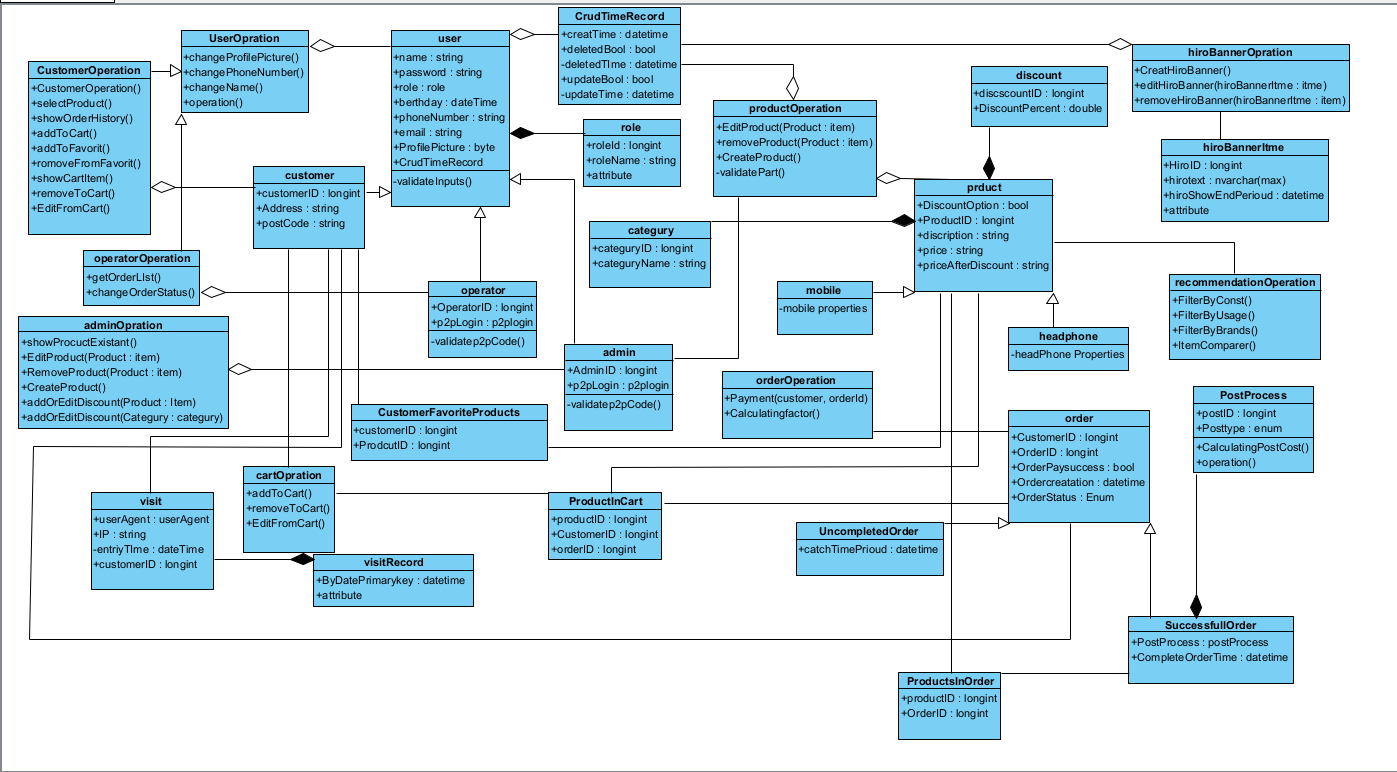 CrudTimeRecord
+creatTime : datetime
+deletedBool : bool
-deletedTIme : datetime
+updateBool : bool
-updateTime : datetime
UserOpration
+changeProfilePicture()
+changePhoneNumber()
+changeName()
+operation()
user
+name : string
+password : string
+role : role
+berthday : dateTime
+phoneNumber : string
+email : string
+ProfilePicture : byte
+CrudTimeRecord
-validateInputs()
hiroBannerOpration
+CreatHiroBanner()
+editHiroBanner(hiroBannerItme : itme)
+removeHiroBanner(hiroBannerItme : item)
CustomerOperation
+CustomerOperation()
+selectProduct()
+showOrderHistory()
+addToCart()
+addToFavorit()
+romoveFromFavorit()
+showCartItem()
+removeToCart()
+EditFromCart()
discount
+discscountID : longint
+DiscountPercent : double
productOperation
+EditProduct(Product : item)
+removeProduct(Product : item)
+CreateProduct()
-validatePart()
role
+roleId : longint
+roleName : string
+attribute
hiroBannerItme
+HiroID : longint
+hirotext : nvarchar(max)
+hiroShowEndPerioud : datetime
+attribute
customer
+customerID : longint
+Address : string
+postCode : string
prduct
+DiscountOption : bool
+ProductID : longint
+discription : string
+price : string
+priceAfterDiscount : string
categury
+categuryID : longint
+categuryName : string
operatorOperation
+getOrderLIst()
+changeOrderStatus()
operator
+OperatorID : longint
+p2pLogin : p2plogin
-validatep2pCode()
mobile
-mobile properties
recommendationOperation
+FilterByConst()
+FilterByUsage()
+FilterByBrands()
+ItemComparer()
adminOpration
+showProcuctExistant()
+EditProduct(Product : item)
+RemoveProduct(Product : item)
+CreateProduct()
+addOrEditDiscount(Product : Item)
+addOrEditDiscount(Categury : categury)
headphone
-headPhone Properties
admin
+AdminID : longint
+p2pLogin : p2plogin
-validatep2pCode()
orderOperation
+Payment(customer, orderId)
+Calculatingfactor()
PostProcess
+postID : longint
+Posttype : enum
+CalculatingPostCost()
+operation()
CustomerFavoriteProducts
+customerID : longint
+ProdcutID : longint
order
+CustomerID : longint
+OrderID : longint
+OrderPaysuccess : bool
+Ordercreatation : datetime
+OrderStatus : Enum
cartOpration
+addToCart()
+removeToCart()
+EditFromCart()
visit
+userAgent : userAgent
+IP : string
-entriyTIme : dateTime
+customerID : longint
ProductInCart
+productID : longint
+CustomerID : longint
+orderID : longint
UncompletedOrder
+catchTimePrioud : datetime
visitRecord
+ByDatePrimarykey : datetime
+attribute
SuccessfullOrder
+PostProcess : postProcess
+CompleteOrderTime : datetime
ProductsInOrder
+productID : longint
+OrderID : longint